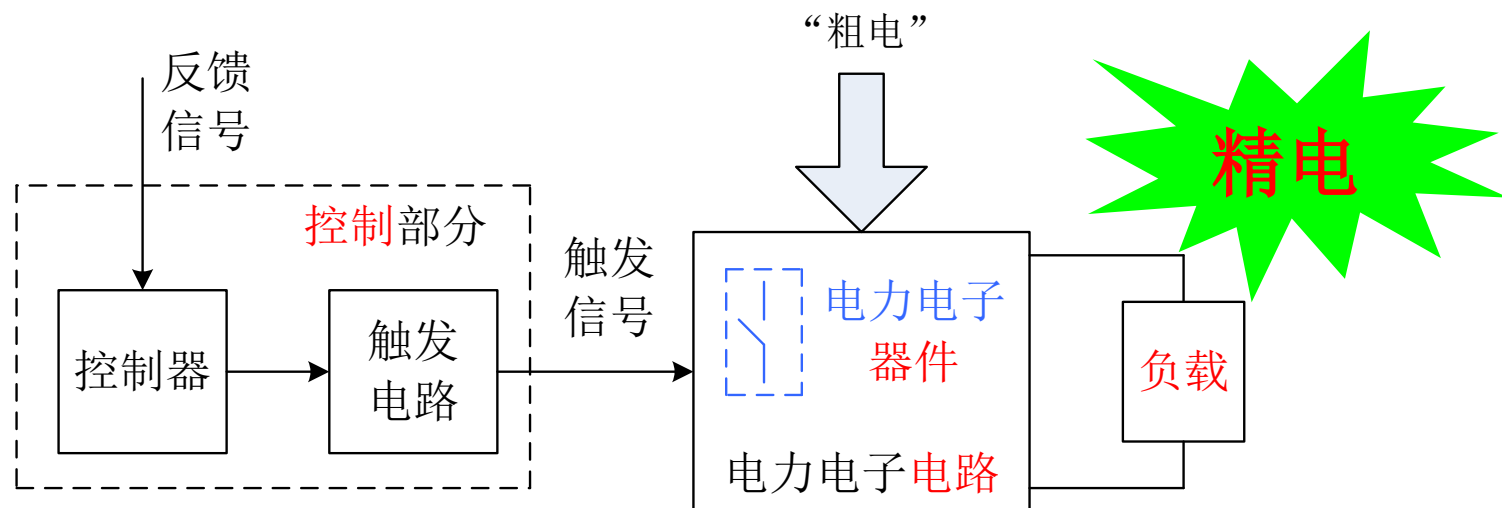 “粗电”
反馈
信号
精电
控制部分
触发
信号
电力电子
器件
控制器
触发
电路
负载
电力电子电路